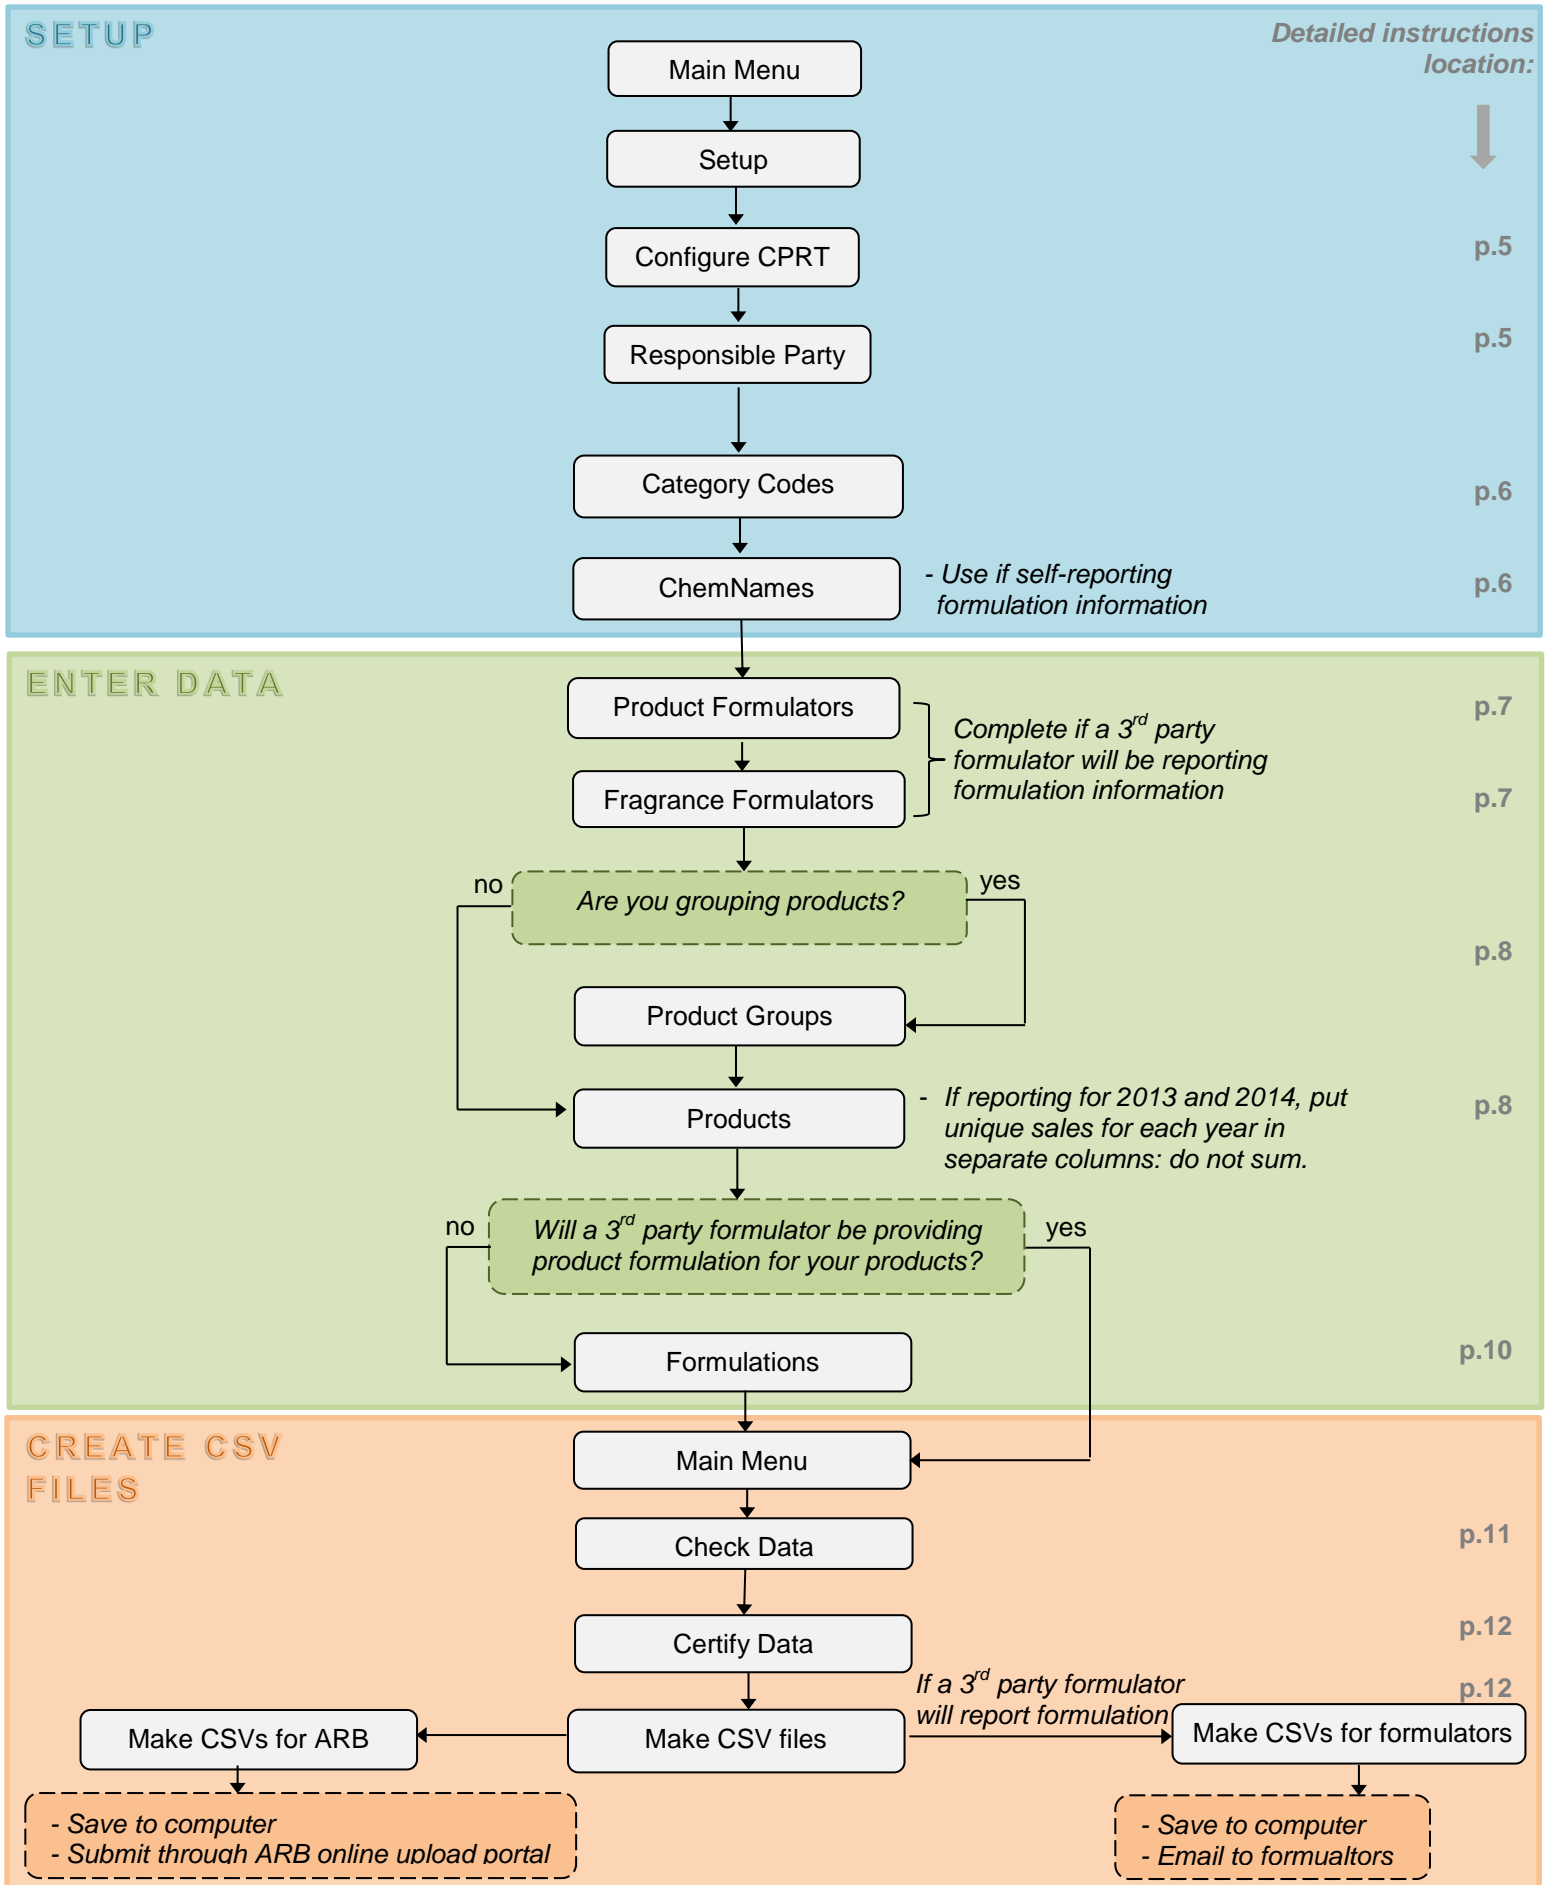 SETUP
Detailed instructions
location:
Main Menu
Setup
Configure CPRT
p.5
Responsible Party
p.5
Category Codes
p.6
ChemNames
- Use if self-reporting
formulation information
p.6
ENTER DATA
Product Formulators
p.7
Complete if a 3rd party
formulator will be reporting
formulation information
Fragrance Formulators
p.7
no
Are you grouping products?
yes
p.8
Product Groups
Products
- If reporting for 2013 and 2014, put
unique sales for each year in
separate columns: do not sum.
p.8
no
Will a 3rd party formulator be providing
product formulation for your products?
yes
Formulations
p.10
CREATE CSV
FILES
Main Menu
Check Data
p.11
Certify Data
p.12
If a 3rd party formulator
will report formulation
p.12
Make CSVs for ARB
Make CSV files
Make CSVs for formulators
- Save to computer
- Submit through ARB online upload portal
- Save to computer
- Email to formualtors